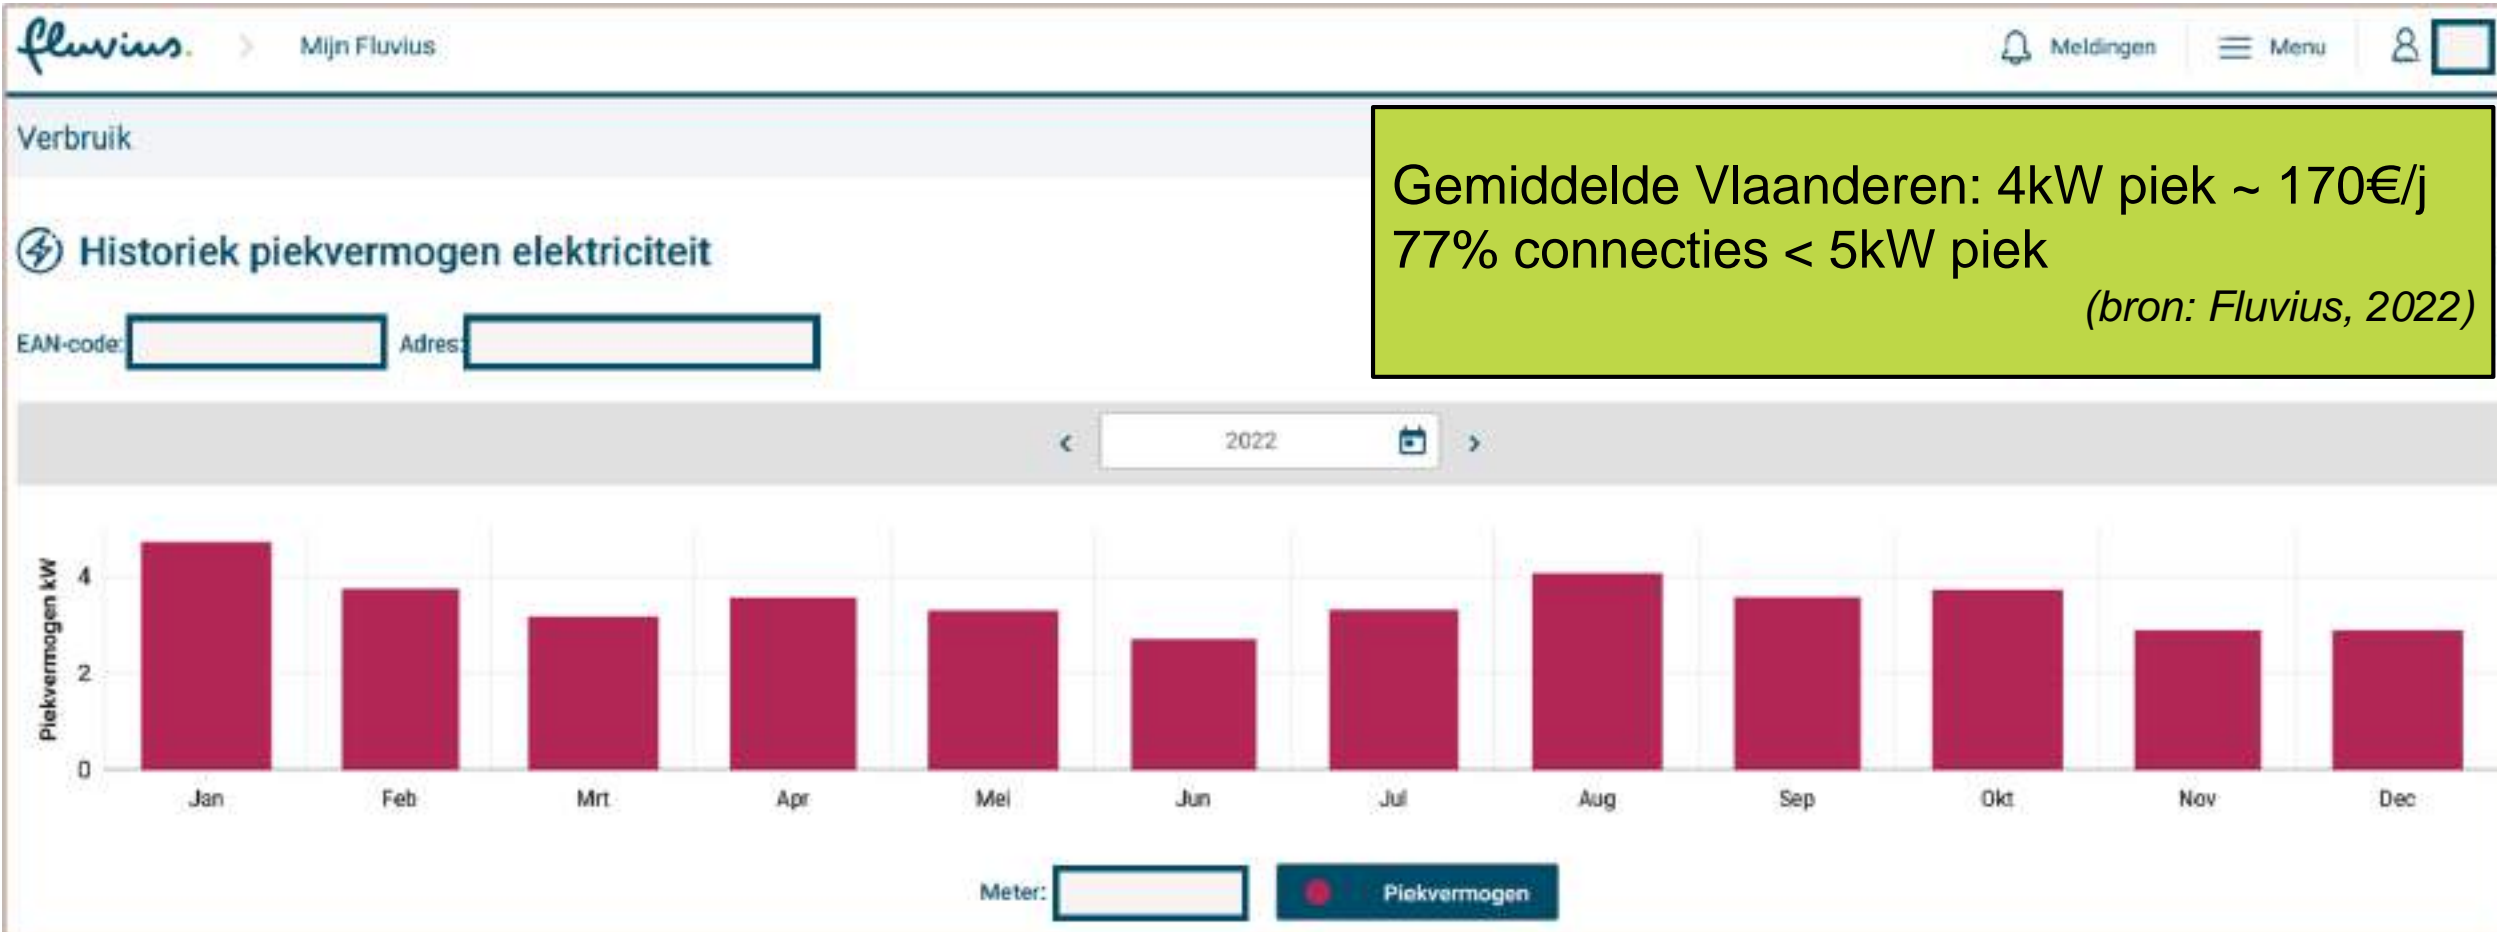 fluvius. > Mijn Fluvius Meldingen Menu
Verbruik
Gemiddelde Vlaanderen: 4kW piek ~ 170€/j
77% connecties < 5kW piek
(bron: Fluvius, 2022)
Historiek piekvermogen elektriciteit
EAN-code: Adres:
< 2022 >
Piekvermogen kW
4
2
0
Jan Feb Mrt Apr Mei Jun Jul Aug Sep Okt Nov Dec
Meter: Piekvermogen